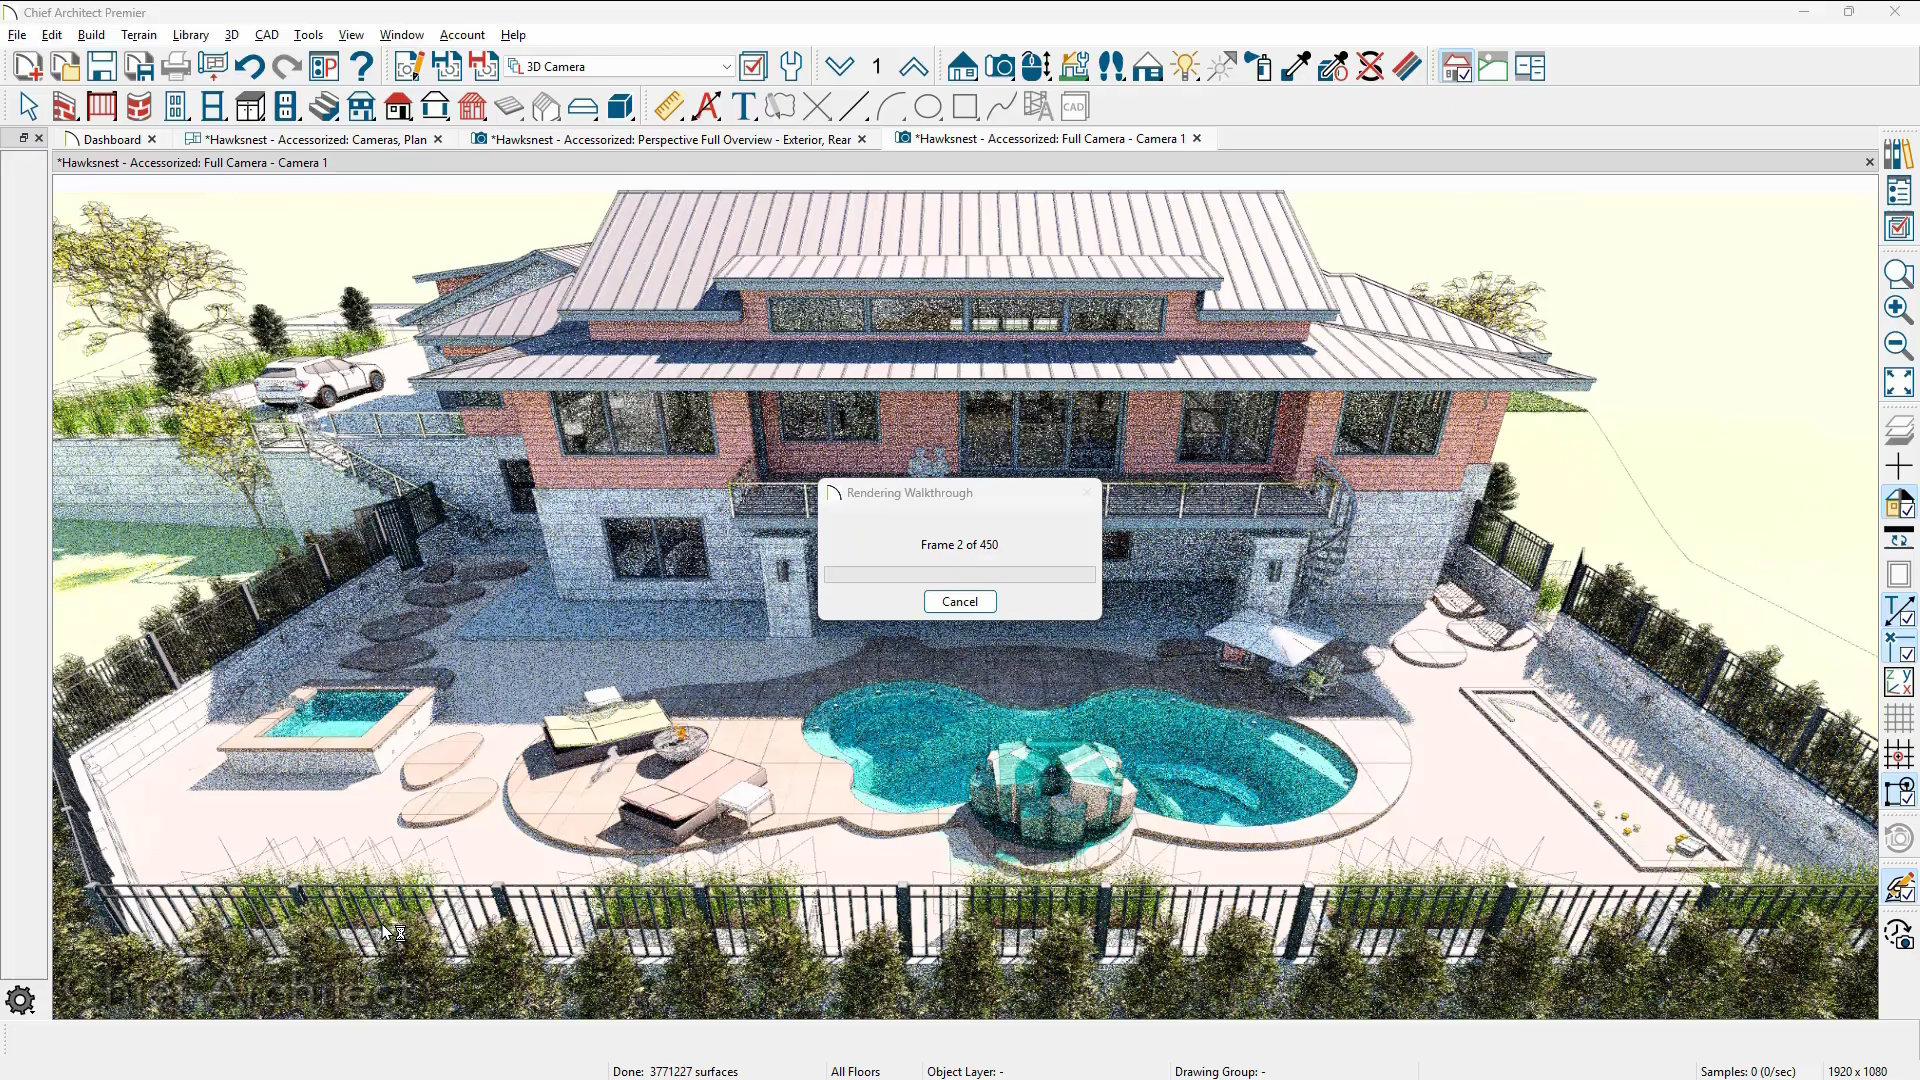 Chief Architect Premier
File Edit Build Terrain Library 3D CAD Tools View Window Account Help
3D Camera
1
CAD
Dashboard
*Hawksnest - Accessorized: Cameras, Plan
*Hawksnest - Accessorized: Perspective Full Overview - Exterior, Rear
*Hawksnest - Accessorized: Full Camera - Camera 1
*Hawksnest - Accessorized: Full Camera - Camera 1
Rendering Walkthrough
Frame 2 of 450
Cancel
Chief Architect
Done: 3771227 surfaces
All Floors
Object Layer: -
Drawing Group: -
Samples: 0 (0/sec)
1920 x 1080